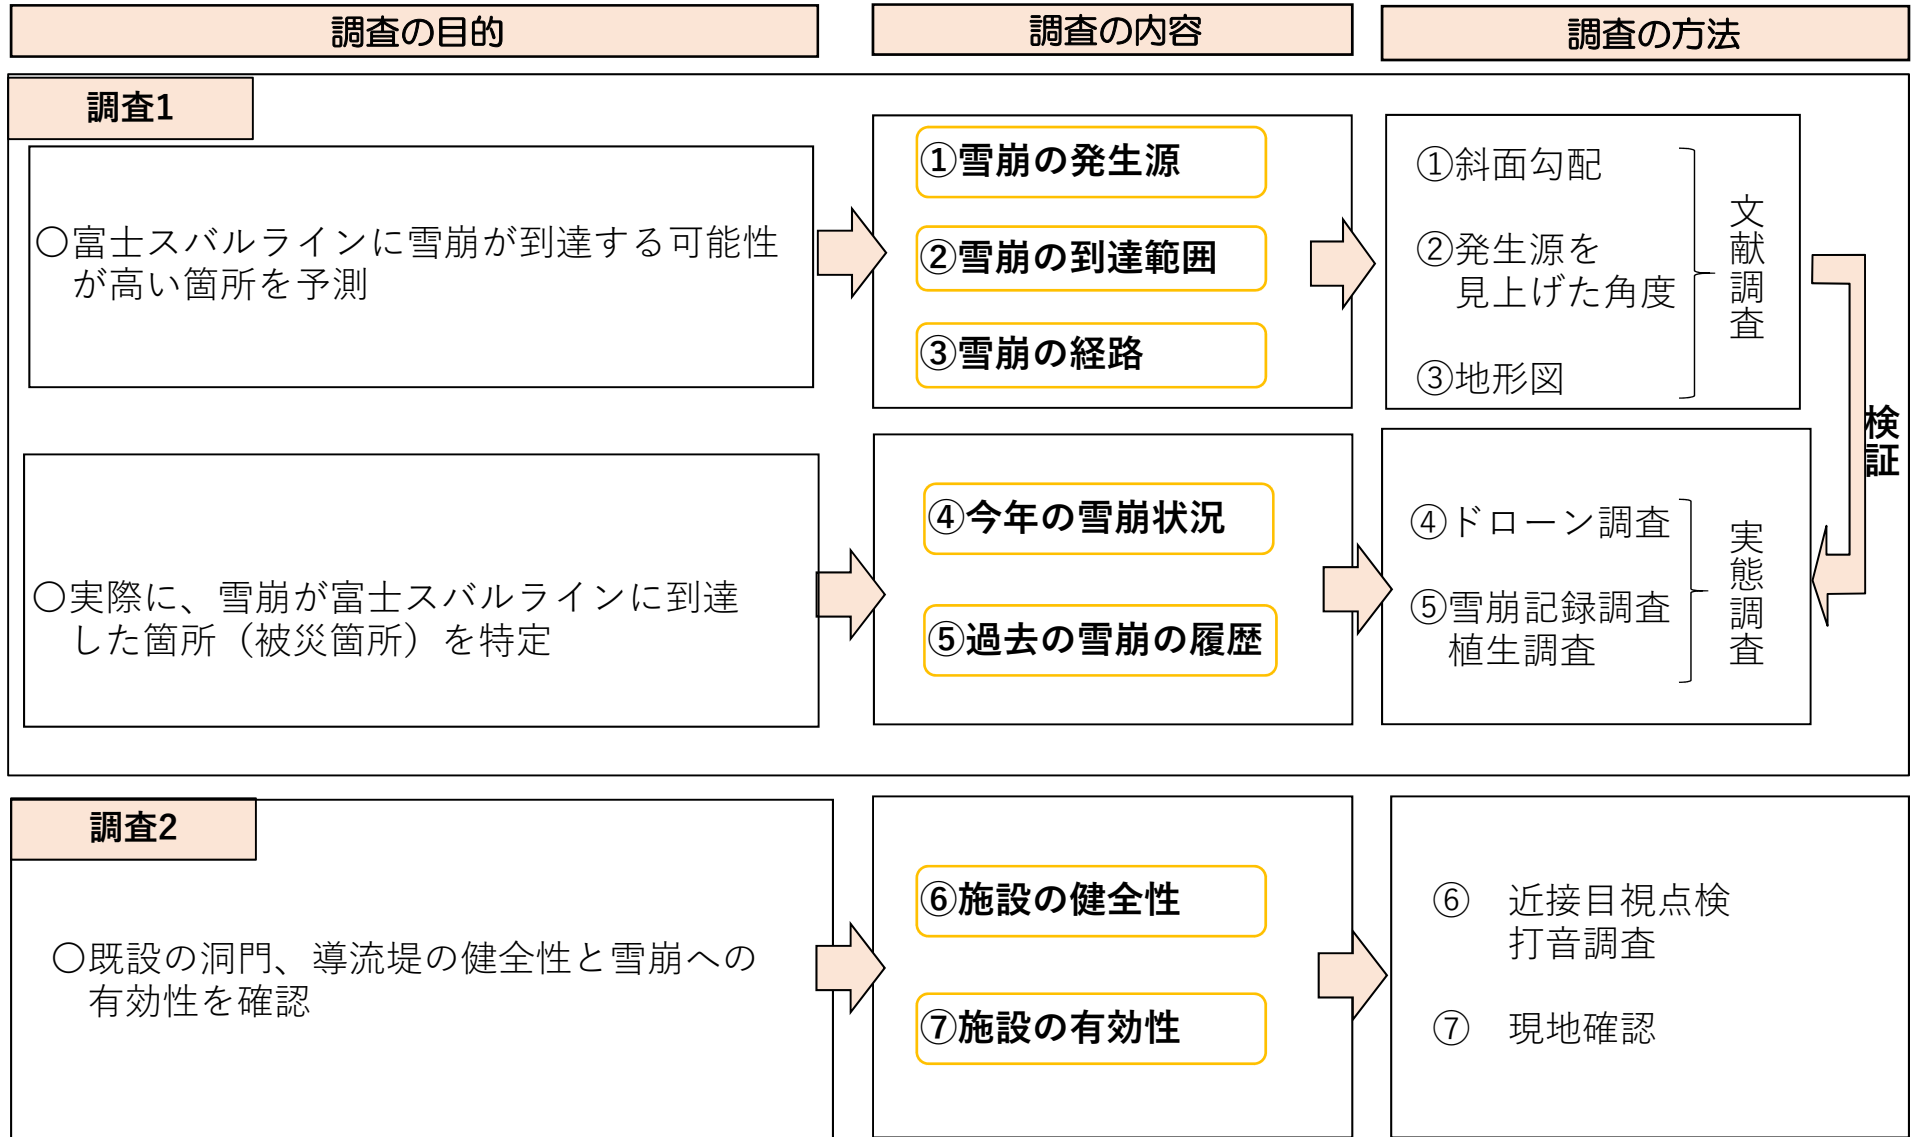 調査の目的
調査の内容
調査の方法
調査1
〇富士スバルラインに雪崩が到達する可能性
が高い箇所を予測
①雪崩の発生源
②雪崩の到達範囲
③雪崩の経路
①斜面勾配
②発生源を
見上げた角度
③地形図
文献調査
検証
〇実際に、雪崩が富士スバルラインに到達
した箇所（被災箇所）を特定
④今年の雪崩状況
⑤過去の雪崩の履歴
④ドローン調査
⑤雪崩記録調査
植生調査
実態調査
調査2
〇既設の洞門、導流堤の健全性と雪崩への
有効性を確認
⑥施設の健全性
⑦施設の有効性
⑥　近接目視点検
打音調査
⑦　現地確認